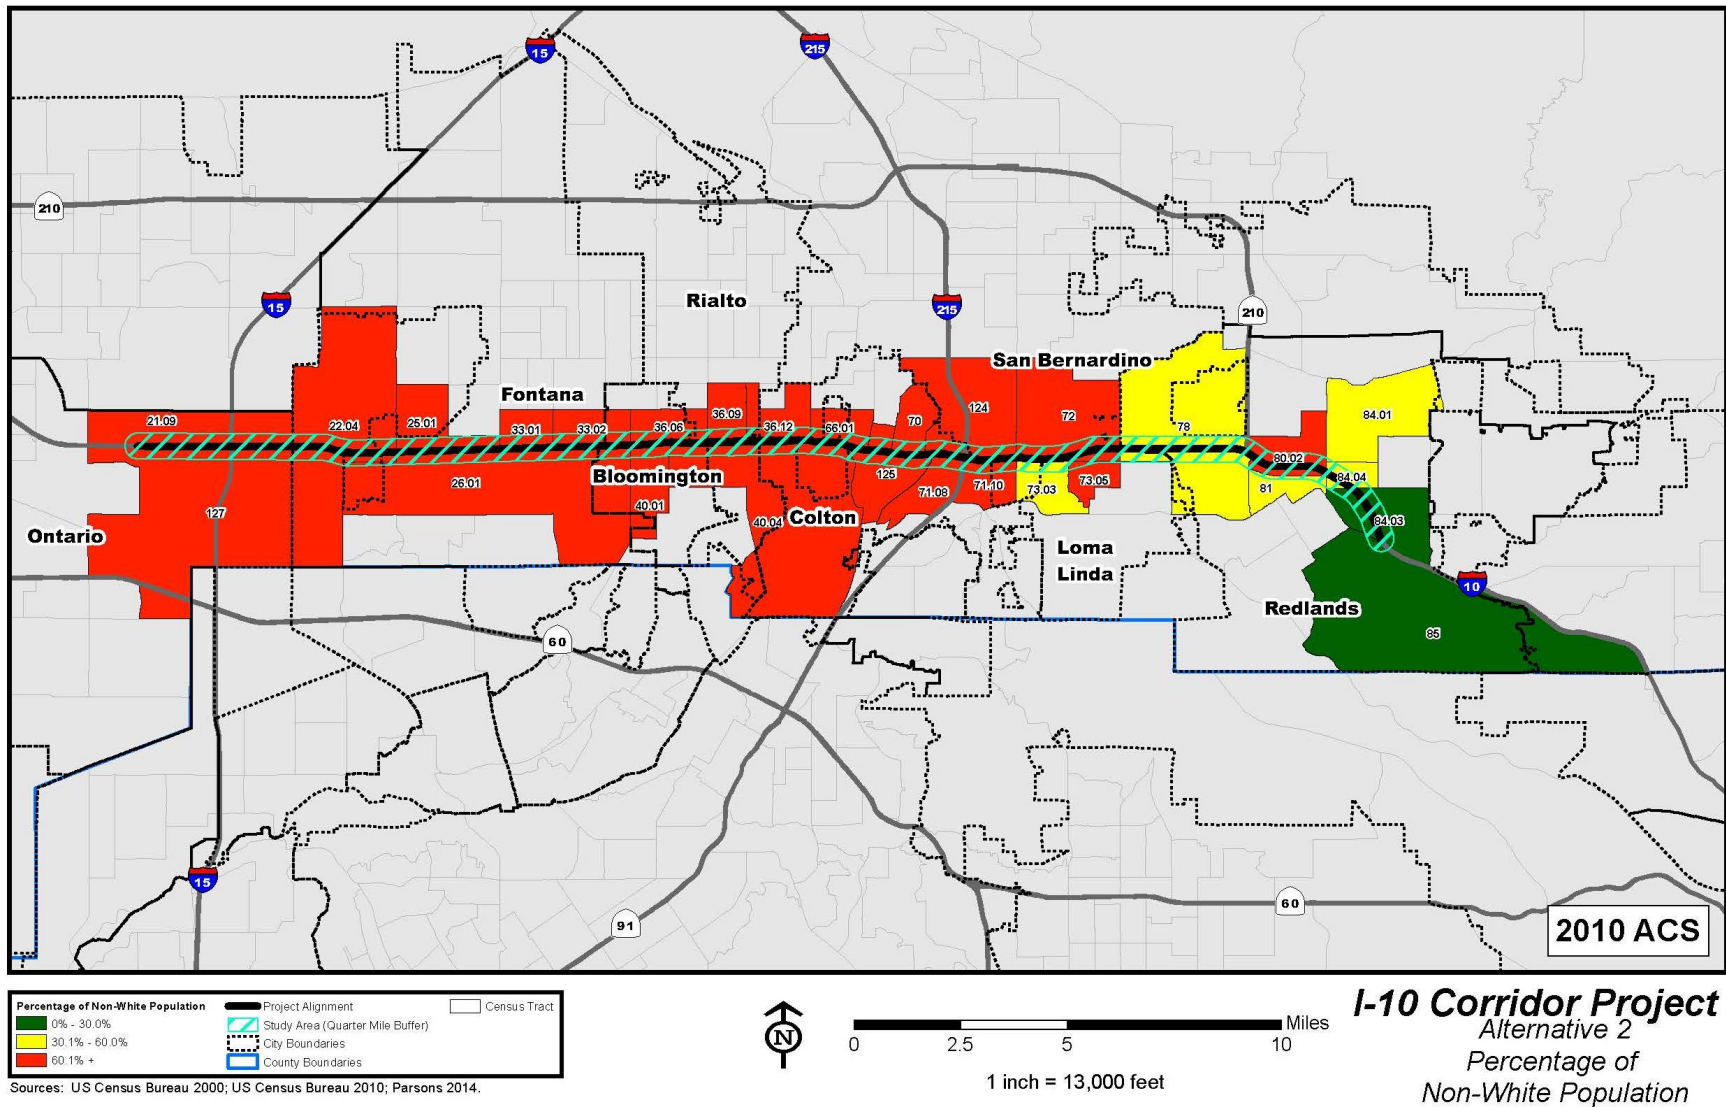 15
215
210
15
Rialto
215
210
San Bernardino
Fontana
21.09
22.04
25.01
33.01
33.02
36.06
36.09
36.12
66.01
70
124
72
78
84.01
80.02
Bloomington
26.01
40.01
40.04
Colton
125
71.08
71.10
73.03
73.05
81
84.04
84.03
127
Ontario
Loma
Linda
Redlands
10
85
60
15
91
60
2010 ACS
Percentage of Non-White Population
0% - 30.0%
30.1% - 60.0%
60.1% +
Project Alignment
Study Area (Quarter Mile Buffer)
City Boundaries
County Boundaries
Census Tract
Sources: US Census Bureau 2000; US Census Bureau 2010; Parsons 2014.
N
Miles
0 2.5 5 10
1 inch = 13,000 feet
I-10 Corridor Project
Alternative 2
Percentage of
Non-White Population